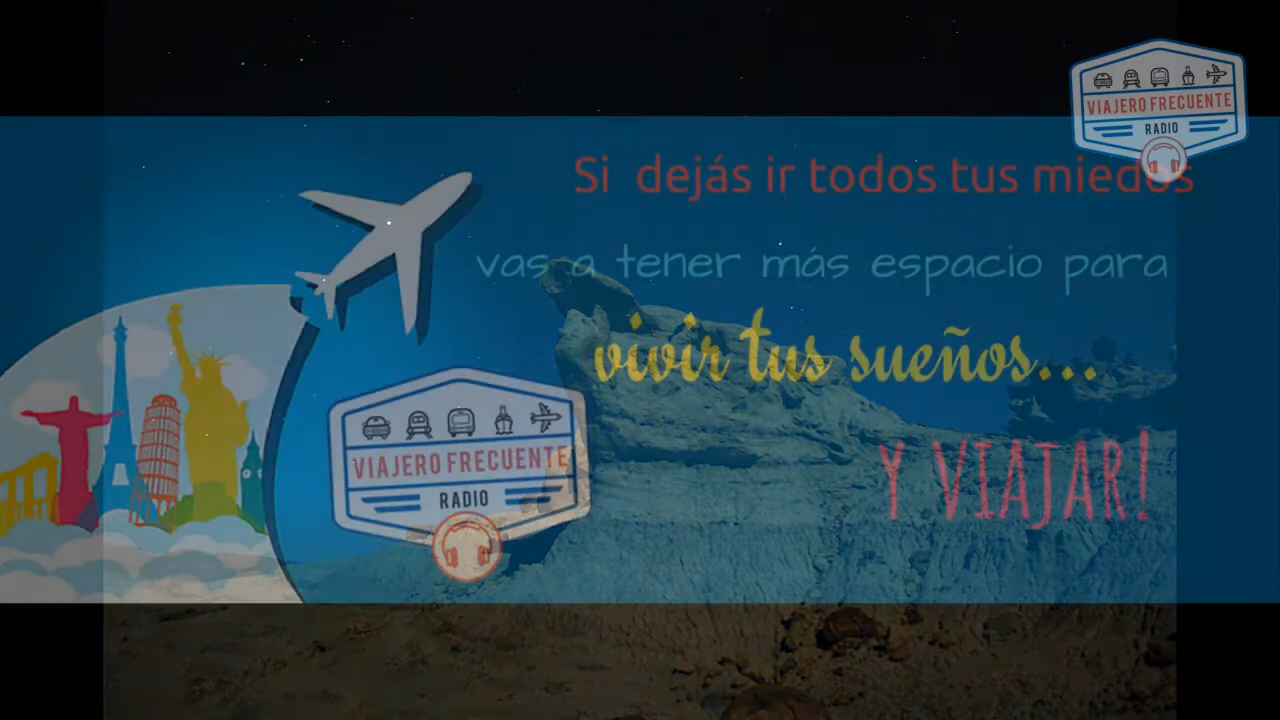 VIAJERO FRECUENTE
RADIO
Si dejás ir todos tus miedos
vas a tener más espacio para
vivir tus sueños...
Y VIAJAR!
VIAJERO FRECUENTE
RADIO